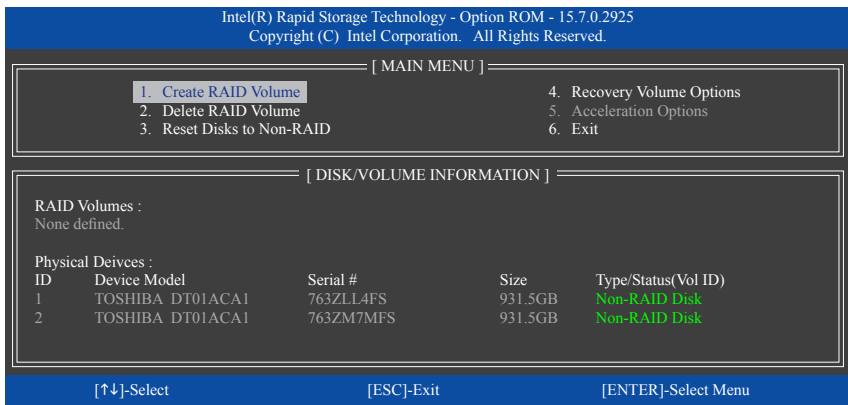 Intel(R) Rapid Storage Technology - Option ROM - 15.7.0.2925
Copyright (C) Intel Corporation. All Rights Reserved.
[ MAIN MENU ]
1. Create RAID Volume
2. Delete RAID Volume
3. Reset Disks to Non-RAID
4. Recovery Volume Options
5. Acceleration Options
6. Exit
[ DISK/VOLUME INFORMATION ]
RAID Volumes :
None defined.
Physical Deivces :
ID Device Model Serial # Size Type/Status(Vol ID)
1 TOSHIBA DT01ACA1 763ZLL4FS 931.5GB Non-RAID Disk
2 TOSHIBA DT01ACA1 763ZM7MFS 931.5GB Non-RAID Disk
[↑↓]-Select [ESC]-Exit [ENTER]-Select Menu